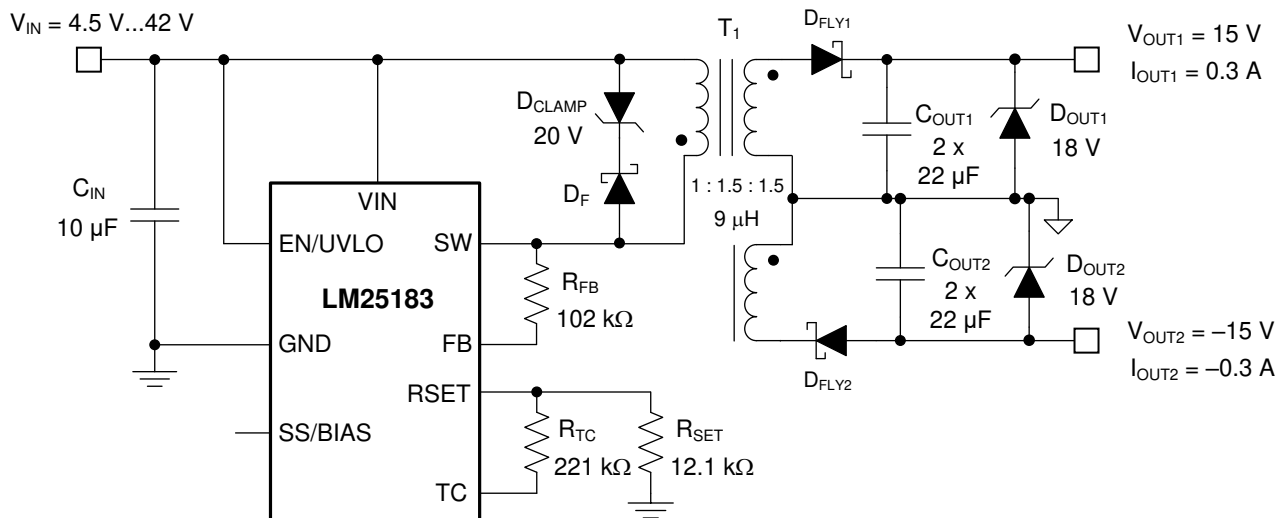 V_IN = 4.5 V...42 V
T_1
D_FLY1
V_OUT1 = 15 V
I_OUT1 = 0.3 A
D_CLAMP
20 V
D_F
C_OUT1
2 x
22 µF
D_OUT1
18 V
1 : 1.5 : 1.5
9 µH
C_IN
10 µF
VIN
EN/UVLO
SW
LM25183
R_FB
102 kΩ
GND
FB
RSET
SS/BIAS
R_TC
221 kΩ
R_SET
12.1 kΩ
TC
C_OUT2
2 x
22 µF
D_OUT2
18 V
D_FLY2
V_OUT2 = –15 V
I_OUT2 = –0.3 A